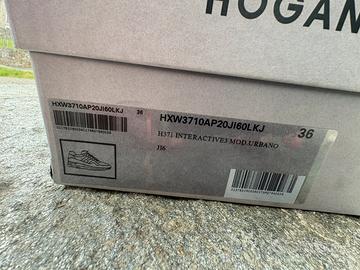 HOGAN
HXW3710AP20JI60LKJ 36
HXW3710AP20JI60LKJ 36
H371 INTERACTIVE3 MOD.URBANO
J16